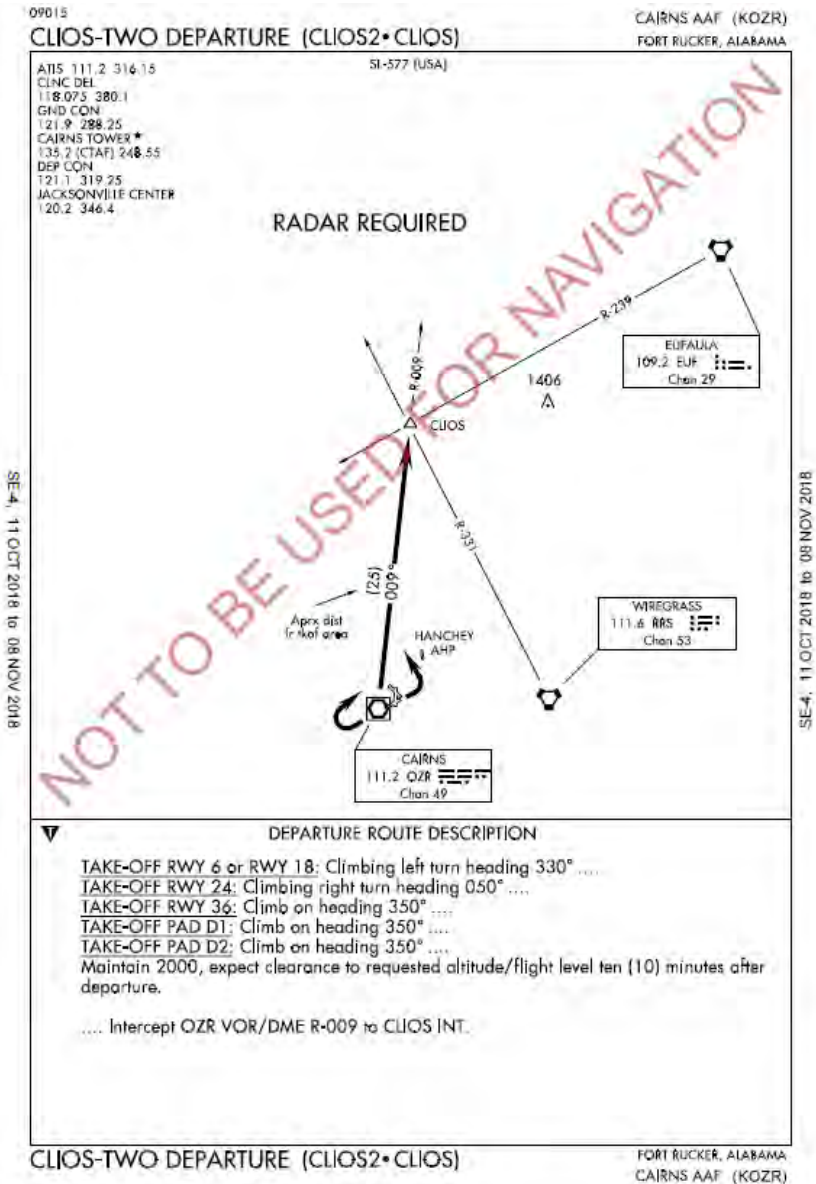 09015
CLIOS-TWO DEPARTURE (CLIOS2•CLIOS)
CAIRNS AAF (KOZR)
FORT RUCKER, ALABAMA
SL-577 (USA)
ATIS 111.2 316.15
CLNC DEL
118.075 380.1
GND CON
121.9 288.25
CAIRNS TOWER ★
135.2 (CTAF) 248.55
DEP CON
121.1 319.25
JACKSONVILLE CENTER
120.2 346.4
RADAR REQUIRED
NOT TO BE USED FOR NAVIGATION
R-239
EUFAULA
109.2 EUF
Chan 29
R-009
1406
CLIOS
R-331
(25)
009°
Aprx dist
fr tkof area
HANCHEY
AHP
WIREGRASS
111.6 RRS
Chan 53
CAIRNS
111.2 OZR
Chan 49
SE-4, 11 OCT 2018 to 08 NOV 2018
SE-4, 11 OCT 2018 to 08 NOV 2018
T
DEPARTURE ROUTE DESCRIPTION
TAKE-OFF RWY 6 or RWY 18: Climbing left turn heading 330° ....
TAKE-OFF RWY 24: Climbing right turn heading 050° ....
TAKE-OFF RWY 36: Climb on heading 350° ....
TAKE-OFF PAD D1: Climb on heading 350° ....
TAKE-OFF PAD D2: Climb on heading 350° ....
Maintain 2000, expect clearance to requested altitude/flight level ten (10) minutes after
departure.
.... Intercept OZR VOR/DME R-009 to CLIOS INT.
CLIOS-TWO DEPARTURE (CLIOS2•CLIOS)
FORT RUCKER, ALABAMA
CAIRNS AAF (KOZR)